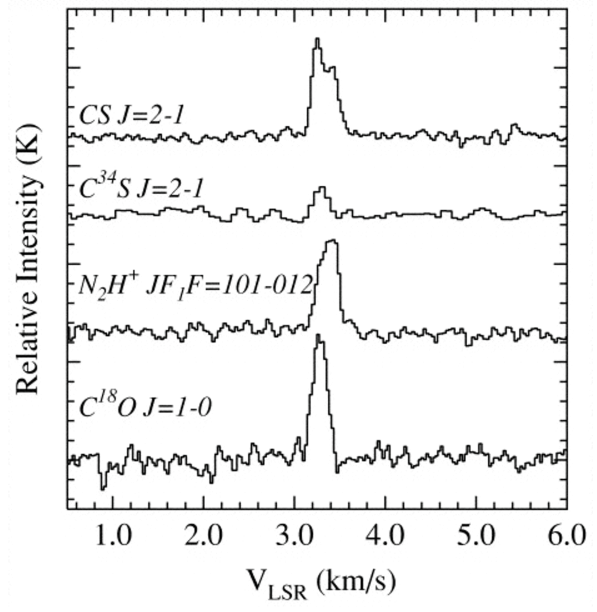 CS J=2-1
C³⁴S J=2-1
N₂H⁺ JF₁F=101-012
C¹⁸O J=1-0
Relative Intensity (K)
1.0 2.0 3.0 4.0 5.0 6.0
V_LSR (km/s)